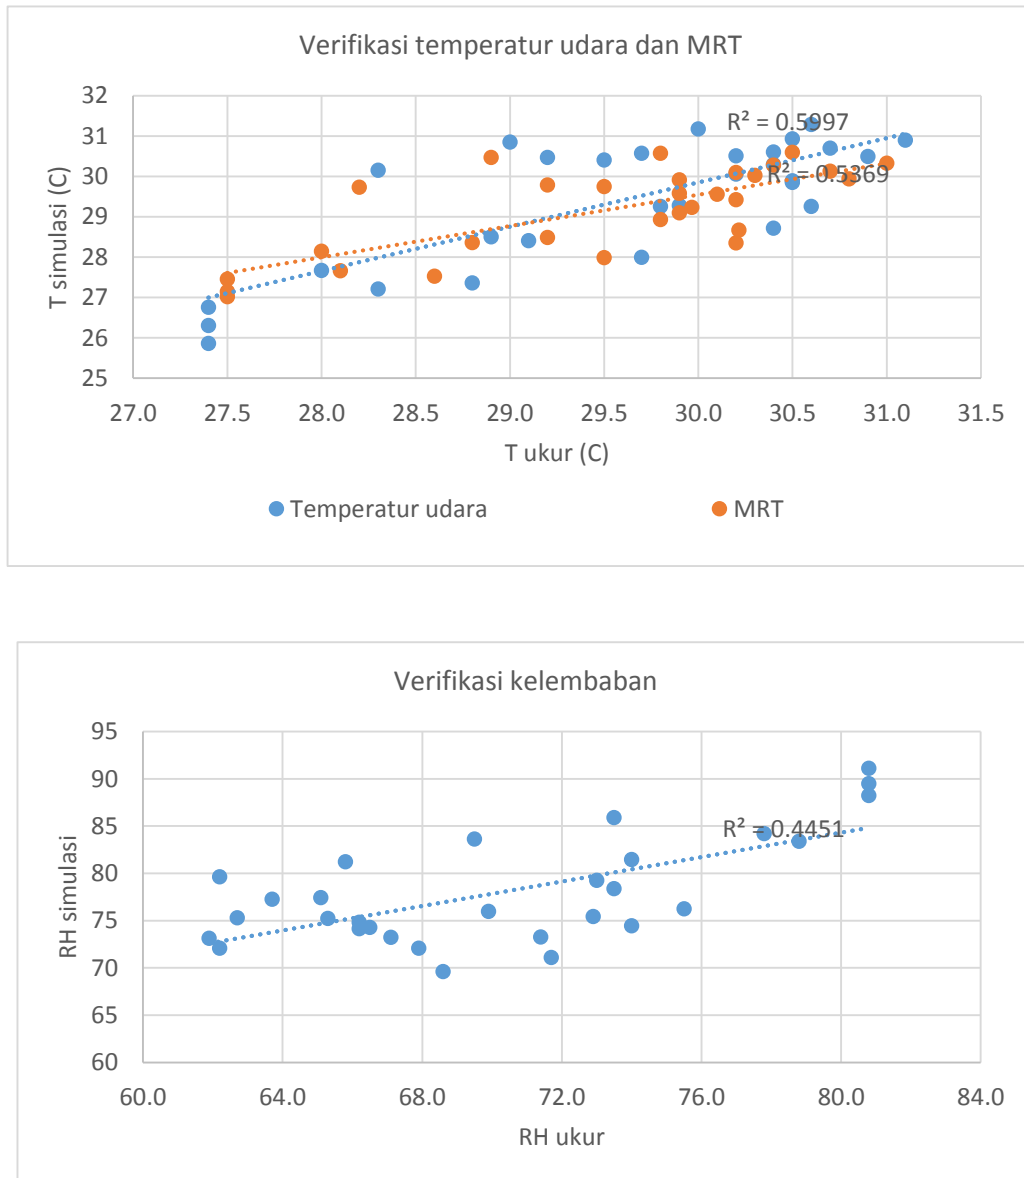 Verifikasi temperatur udara dan MRT
T simulasi (C)
32
31
30
29
28
27
26
25
R² = 0.5997
R² = 0.5369
27.0 27.5 28.0 28.5 29.0 29.5 30.0 30.5 31.0 31.5
T ukur (C)
Temperatur udara MRT
Verifikasi kelembaban
RH simulasi
95
90
85
80
75
70
65
60
R² = 0.4451
60.0 64.0 68.0 72.0 76.0 80.0 84.0
RH ukur